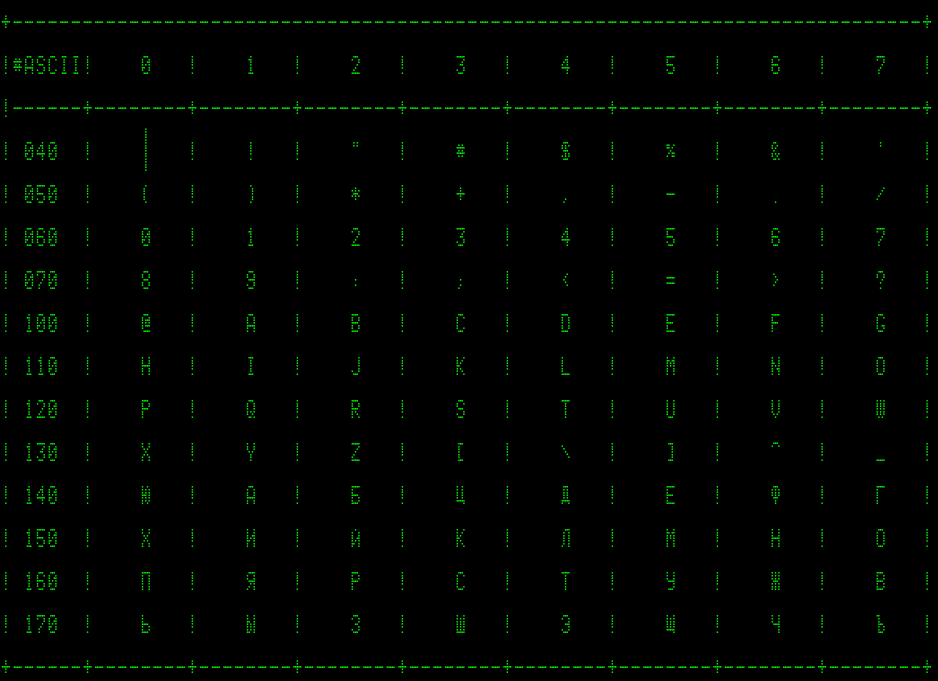 !#ASCII! 0 ! 1 ! 2 ! 3 ! 4 ! 5 ! 6 ! 7 !
! 040 ! | ! ! ! " ! # ! $ ! % ! & ! ' !
! 050 ! ( ! ) ! * ! + ! , ! - ! . ! / !
! 060 ! 0 ! 1 ! 2 ! 3 ! 4 ! 5 ! 6 ! 7 !
! 070 ! 8 ! 9 ! : ! ; ! < ! = ! > ! ? !
! 100 ! @ ! A ! B ! C ! D ! E ! F ! G !
! 110 ! H ! I ! J ! K ! L ! M ! N ! O !
! 120 ! P ! Q ! R ! S ! T ! U ! V ! W !
! 130 ! X ! Y ! Z ! [ ! \ ! ] ! ^ ! _ !
! 140 ! Ю ! А ! Б ! Ц ! Д ! Е ! Ф ! Г !
! 150 ! Х ! И ! Й ! К ! Л ! М ! Н ! О !
! 160 ! П ! Я ! Р ! С ! Т ! У ! Ж ! В !
! 170 ! Ь ! Ы ! З ! Ш ! Э ! Щ ! Ч ! Ъ !